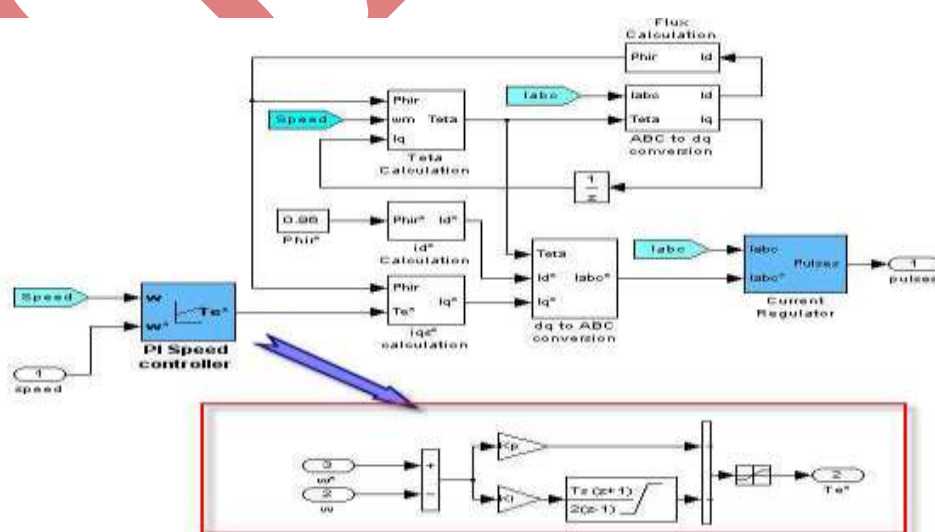 Flux
Calculation
Phir Id
Iabc
Iabc Id
Teta Iq
ABC to dq
conversion
Speed
Phir
wm Teta
Iq
Teta
Calculation
1
z
0.96
Phir*
Phir* Id*
id*
Calculation
Teta
Id* Iabc*
Iq*
dq to ABC
conversion
Iabc
Iabc
Pulses
Iabc*
Current
Regulator
1
pulses
Phir
Iq*
Te*
iqs*
calculation
Speed
w
Te*
w*
PI Speed
controller
1
speed
3
w*
2
w
+
-
Kp
Ki
Ts (z+1)
2(z-1)
2
Te*